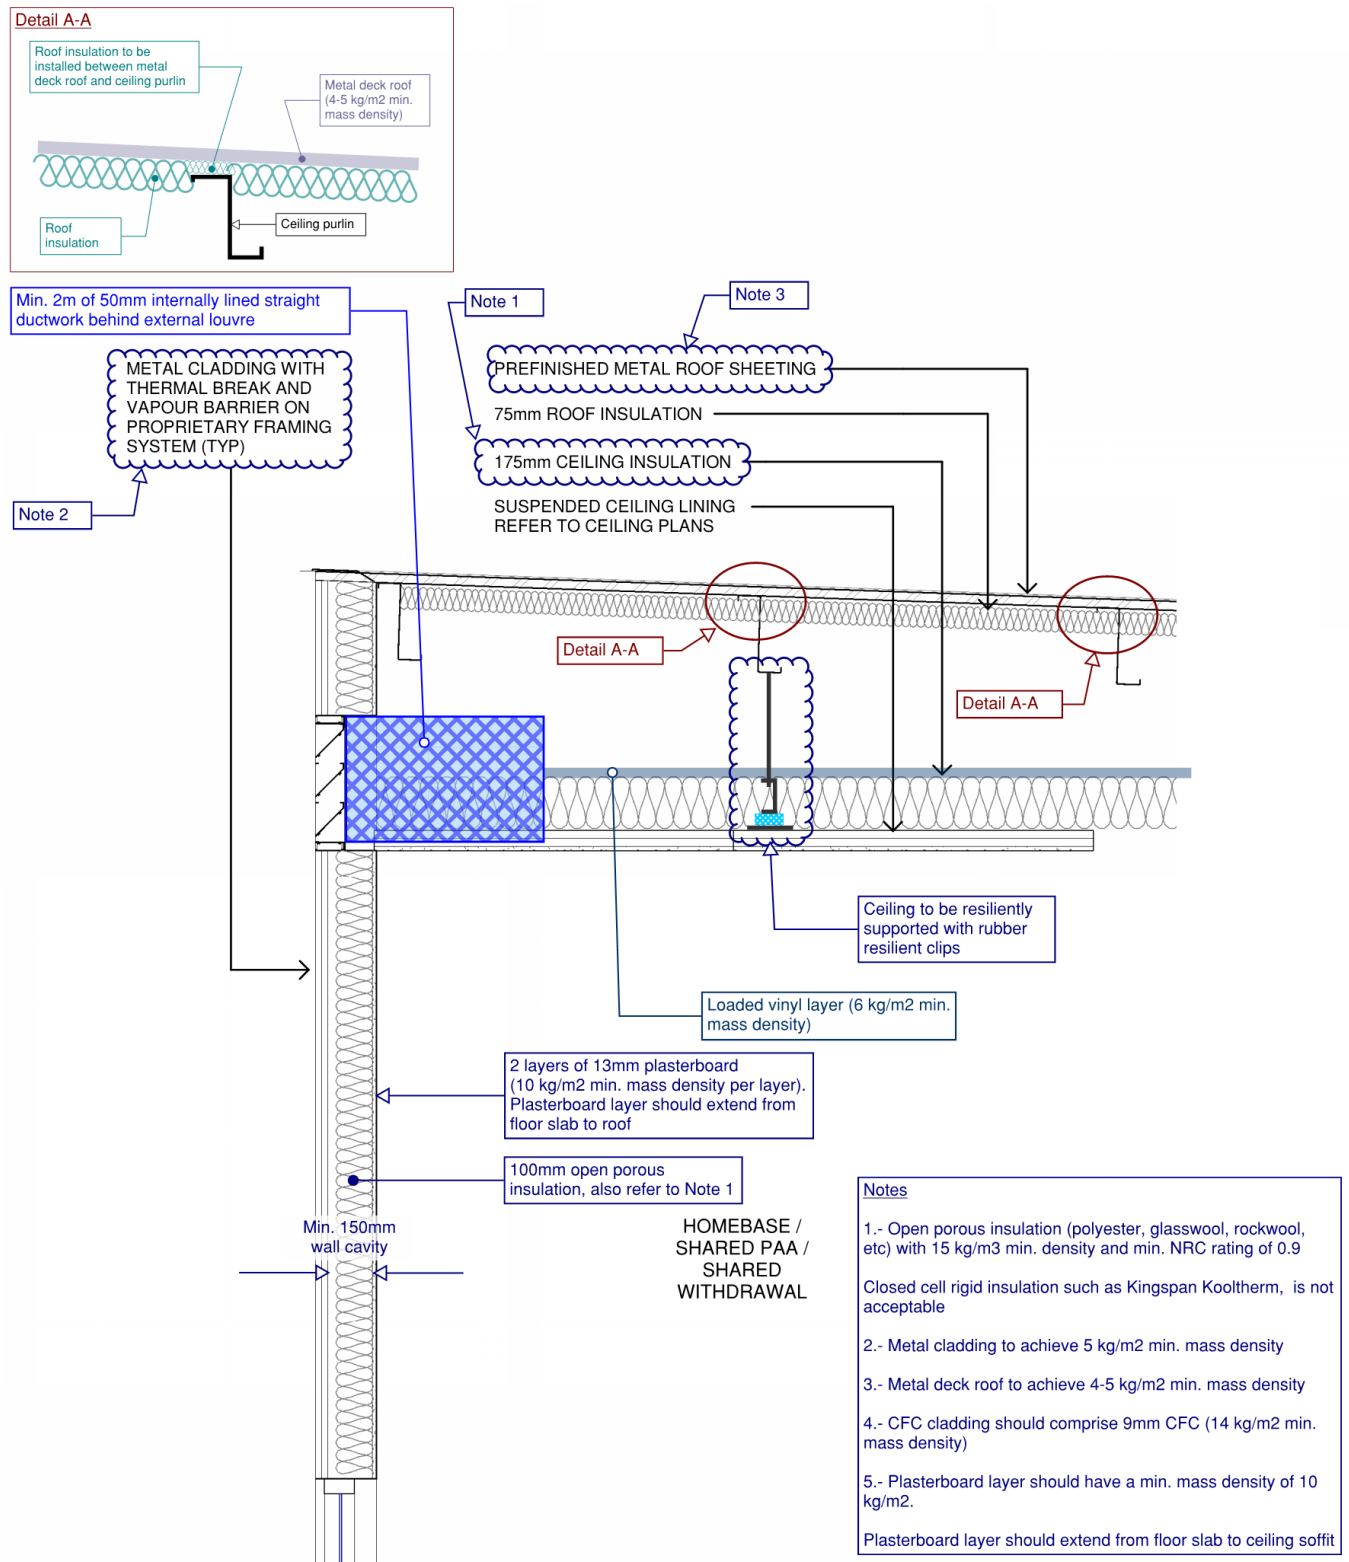 Detail A-A
Roof insulation to be
installed between metal
deck roof and ceiling purlin
Metal deck roof
(4-5 kg/m2 min.
mass density)
Roof
insulation
Ceiling purlin
Min. 2m of 50mm internally lined straight
ductwork behind external louvre
Note 1
Note 3
METAL CLADDING WITH
THERMAL BREAK AND
VAPOUR BARRIER ON
PROPRIETARY FRAMING
SYSTEM (TYP)
PREFINISHED METAL ROOF SHEETING
75mm ROOF INSULATION
175mm CEILING INSULATION
SUSPENDED CEILING LINING
REFER TO CEILING PLANS
Note 2
Detail A-A
Detail A-A
Ceiling to be resiliently
supported with rubber
resilient clips
Loaded vinyl layer (6 kg/m2 min.
mass density)
2 layers of 13mm plasterboard
(10 kg/m2 min. mass density per layer).
Plasterboard layer should extend from
floor slab to roof
100mm open porous
insulation, also refer to Note 1
Min. 150mm
wall cavity
HOMEBASE /
SHARED PAA /
SHARED
WITHDRAWAL
Notes
1.- Open porous insulation (polyester, glasswool, rockwool,
etc) with 15 kg/m3 min. density and min. NRC rating of 0.9
Closed cell rigid insulation such as Kingspan Kooltherm,  is not
acceptable
2.- Metal cladding to achieve 5 kg/m2 min. mass density
3.- Metal deck roof to achieve 4-5 kg/m2 min. mass density
4.- CFC cladding should comprise 9mm CFC (14 kg/m2 min.
mass density)
5.- Plasterboard layer should have a min. mass density of 10
kg/m2.
Plasterboard layer should extend from floor slab to ceiling soffit